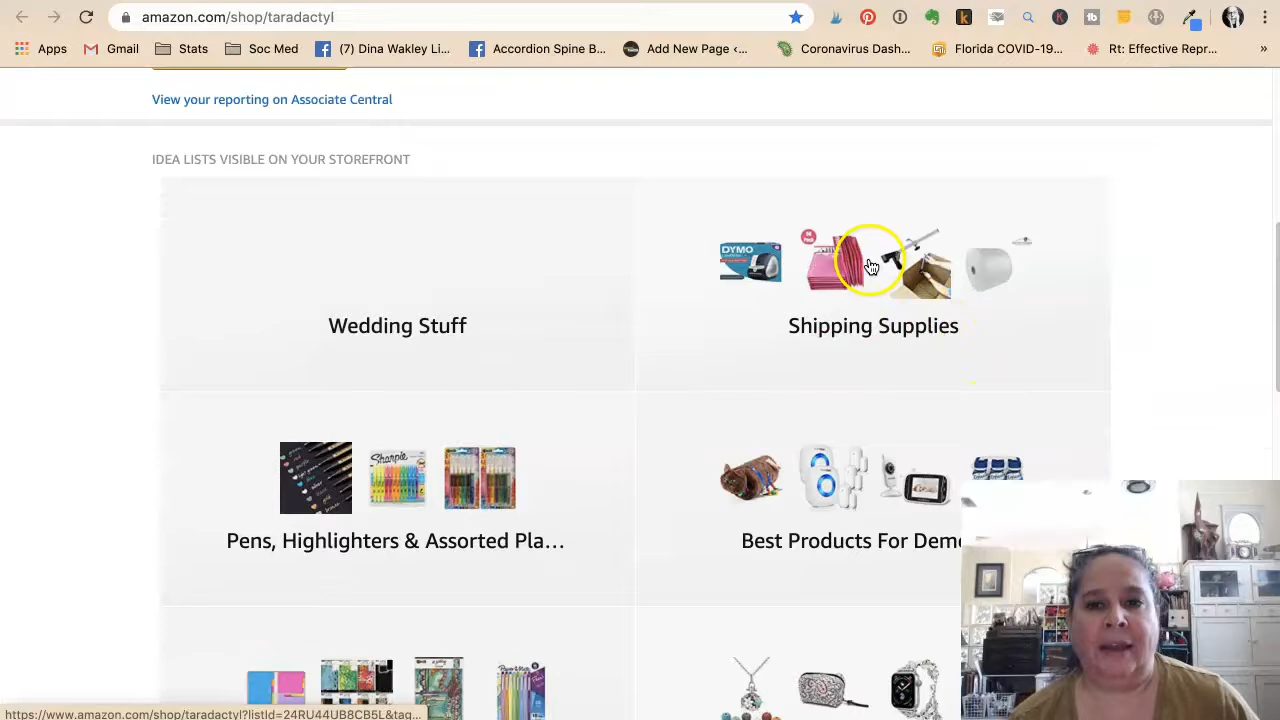 amazon.com/shop/taradactyl
Apps Gmail Stats Soc Med (7) Dina Wakley Li... Accordion Spine B... Add New Page ‹... Coronavirus Dash... Florida COVID-19... Rt: Effective Repr... »
View your reporting on Associate Central
IDEA LISTS VISIBLE ON YOUR STOREFRONT
DYMO
Wedding Stuff
Shipping Supplies
Sharpie
Pens, Highlighters & Assorted Pla...
Best Products For Deme
https://www.amazon.com/shop/taradactyl?listId=24RU44UB8CB5L&tag...